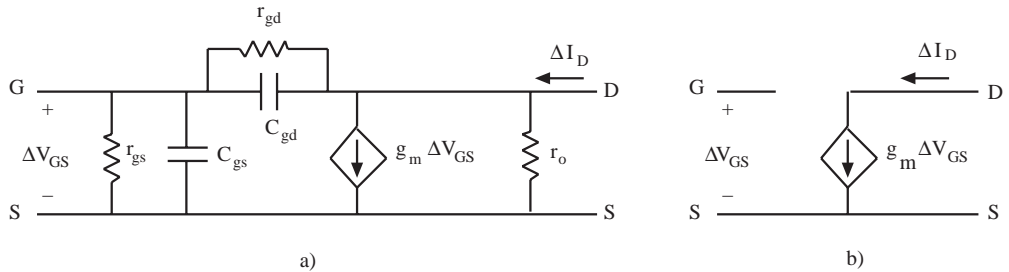 r_gd
ΔI_D
G
+
C_gd
D
ΔV_GS
r_gs
C_gs
g_m ΔV_GS
r_o
−
S
S
a)
ΔI_D
G
+
D
ΔV_GS
g_m ΔV_GS
−
S
S
b)